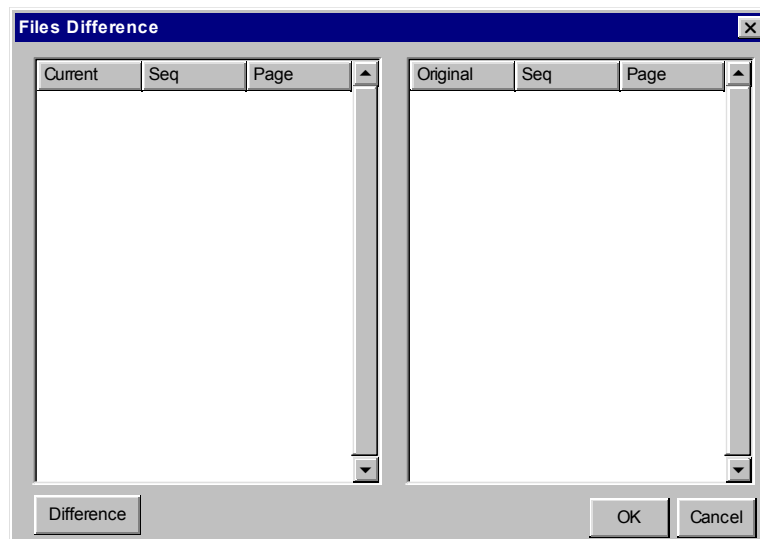 Files Difference
Current Seq Page Original Seq Page
Difference OK Cancel